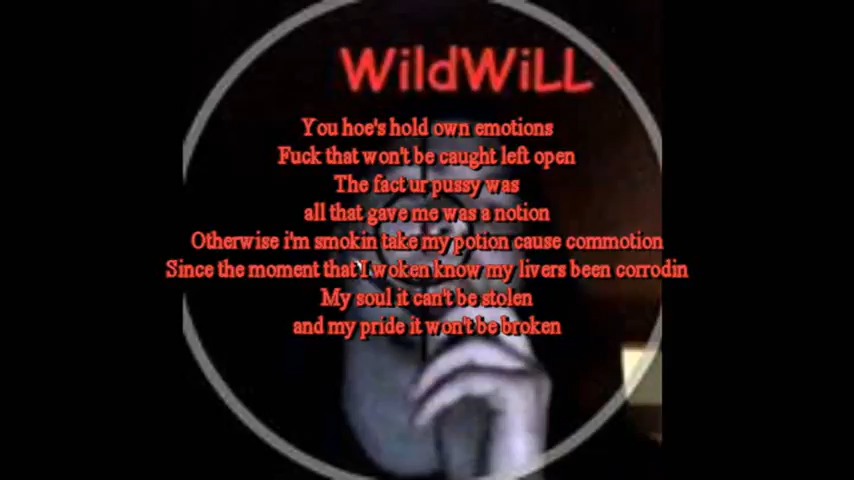 WildWiLL
You hoe's hold own emotions
Fuck that won't be caught left open
The fact ur pussy was
all that gave me was a notion
Otherwise i'm smokin take my potion cause commotion
Since the moment that I woken know my livers been corrodin
My soul it can't be stolen
and my pride it won't be broken